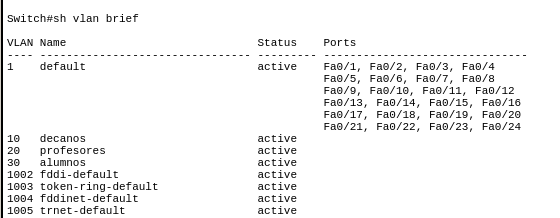 Switch#sh vlan brief
VLAN Name                             Status    Ports
---- -------------------------------- --------- -------------------------------
1    default                          active    Fa0/1, Fa0/2, Fa0/3, Fa0/4
                                                Fa0/5, Fa0/6, Fa0/7, Fa0/8
                                                Fa0/9, Fa0/10, Fa0/11, Fa0/12
                                                Fa0/13, Fa0/14, Fa0/15, Fa0/16
                                                Fa0/17, Fa0/18, Fa0/19, Fa0/20
                                                Fa0/21, Fa0/22, Fa0/23, Fa0/24
10   decanos                          active
20   profesores                       active
30   alumnos                          active
1002 fddi-default                     active
1003 token-ring-default               active
1004 fddinet-default                  active
1005 trnet-default                    active